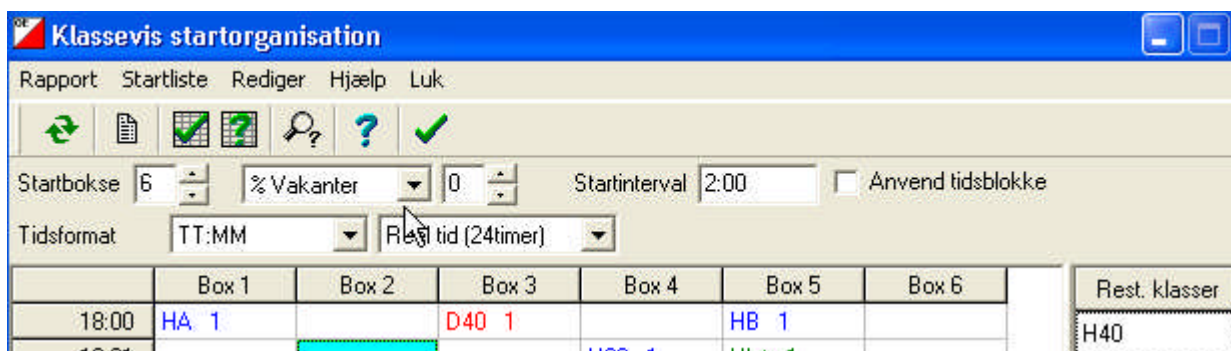 OE Klassevis startorganisation
Rapport Startliste Rediger Hjælp Luk
Startbokse 6 % Vakanter 0 Startinterval 2:00 Anvend tidsblokke
Tidsformat TT:MM tid (24timer)
Box 1 Box 2 Box 3 Box 4 Box 5 Box 6 Rest. klasser
18:00 HA 1 D40 1 HB 1
H40